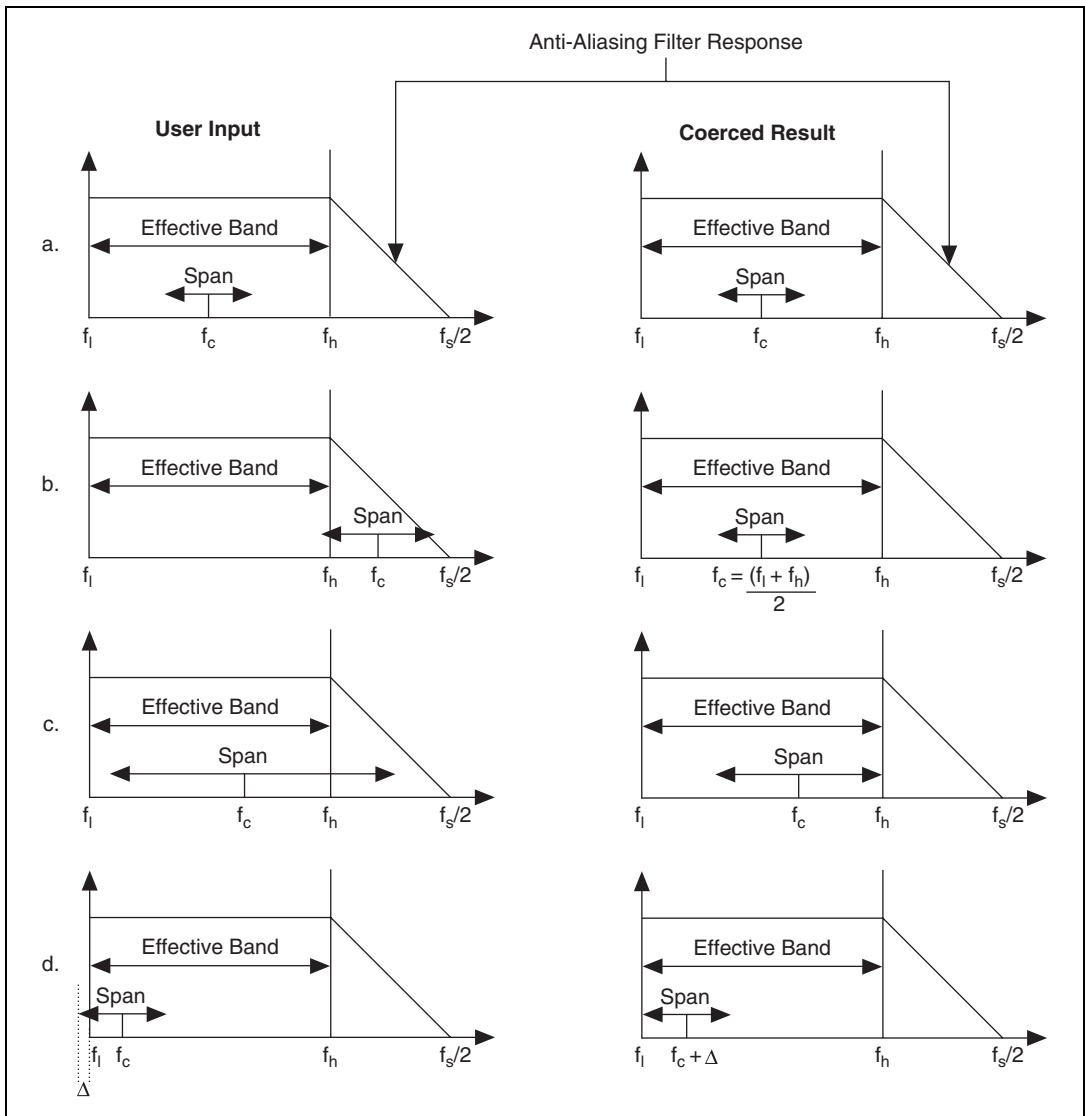 Anti-Aliasing Filter Response
User Input
Coerced Result
a.
Effective Band
Span
f_l f_c f_h f_s/2
Effective Band
Span
f_l f_c f_h f_s/2
b.
Effective Band
Span
f_l f_h f_c f_s/2
Effective Band
Span
f_l f_c = (f_l + f_h) / 2 f_h f_s/2
c.
Effective Band
Span
f_l f_c f_h f_s/2
Effective Band
Span
f_l f_c f_h f_s/2
d.
Effective Band
Span
f_l f_c f_h f_s/2
Δ
Effective Band
Span
f_l f_c + Δ f_h f_s/2